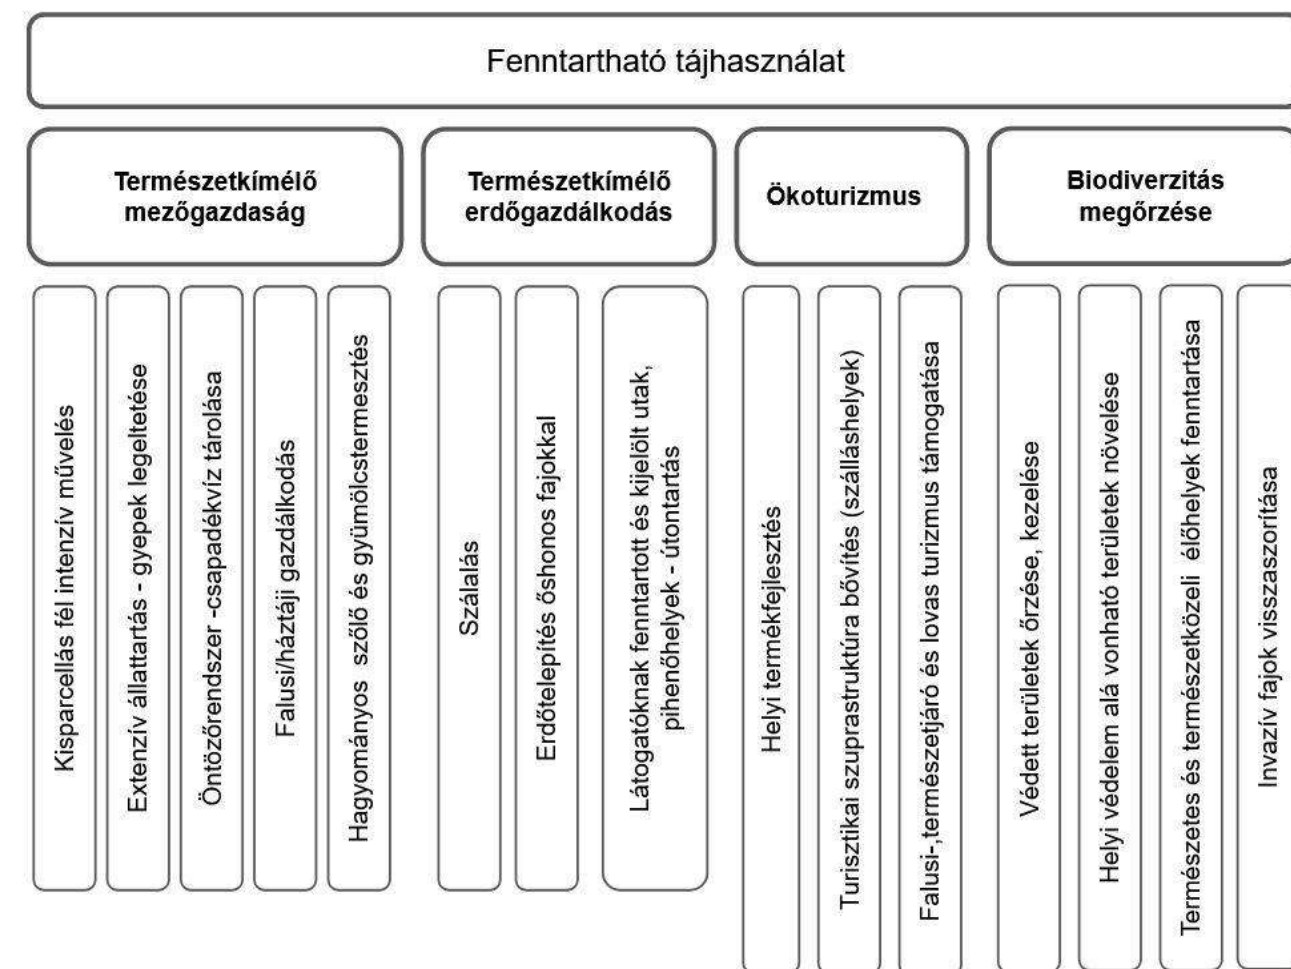 Fenntartható tájhasználat
Természetkímélő
mezőgazdaság
Természetkímélő
erdőgazdálkodás
Ökoturizmus
Biodiverzitás
megőrzése
Kisparcellás fél intenzív művelés
Extenzív állattartás - gyepek legeltetése
Öntözőrendszer -csapadékvíz tárolása
Falusi/háztáji gazdálkodás
Hagyományos szőlő és gyümölcstermesztés
Szálalás
Erdőtelepítés őshonos fajokkal
Látogatóknak fenntartott és kijelölt utak,
pihenőhelyek - útontartás
Helyi termékfejlesztés
Turisztikai szuprastruktúra bővítés (szálláshelyek)
Falusi-,természetjáró és lovas turizmus támogatása
Védett területek őrzése, kezelése
Helyi védelem alá vonható területek növelése
Természetes és természetközeli élőhelyek fenntartása
Invazív fajok visszaszorítása